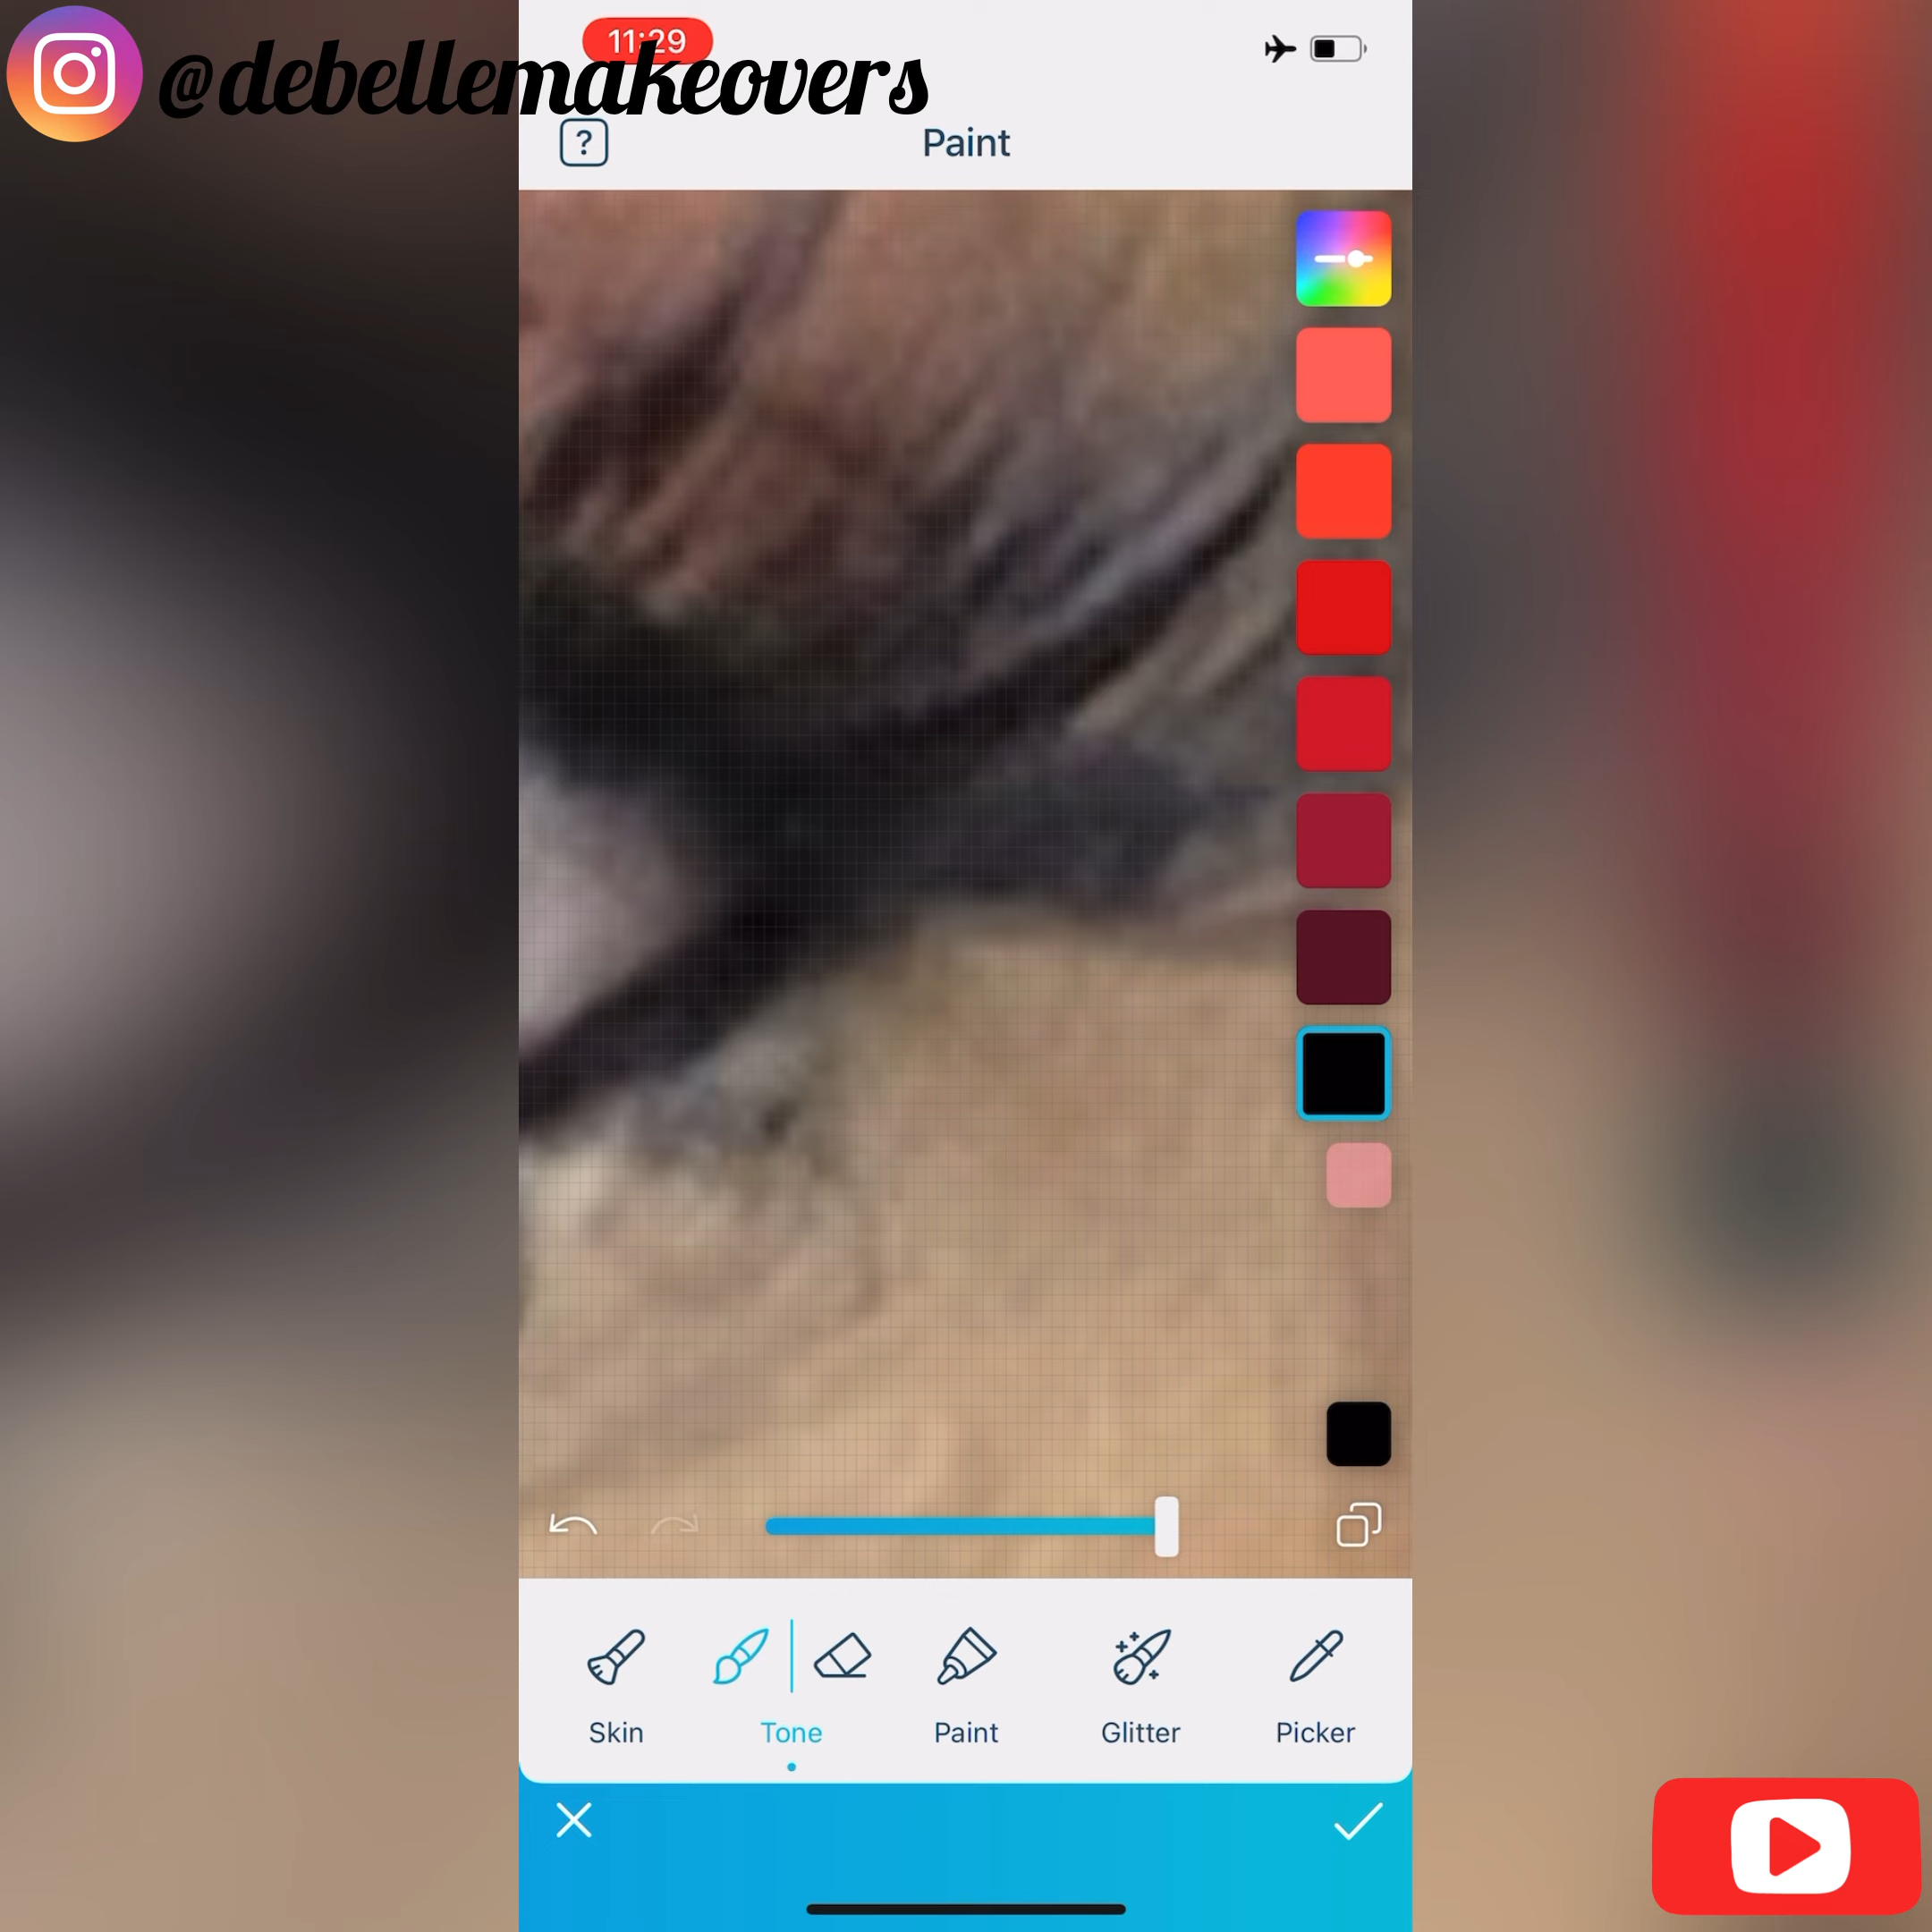 11:29
@debellemakeovers
?
Paint
Skin
Tone
Paint
Glitter
Picker